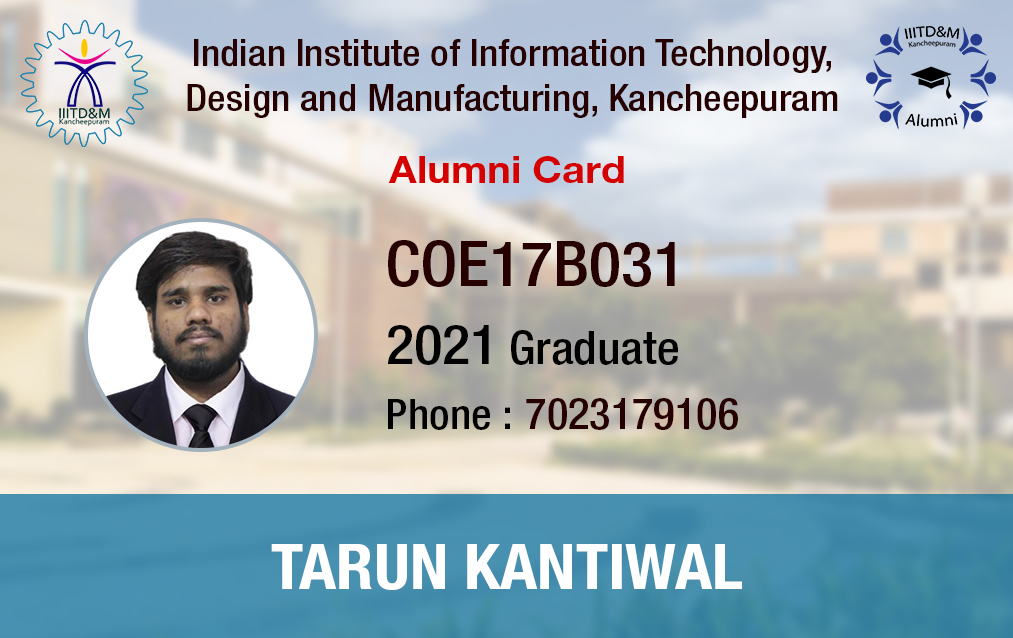 Indian Institute of Information Technology,
Design and Manufacturing, Kancheepuram
IIITD&M
Kancheepuram
IIITD&M
Kancheepuram
Alumni
Alumni Card
COE17B031
2021 Graduate
Phone : 7023179106
TARUN KANTIWAL